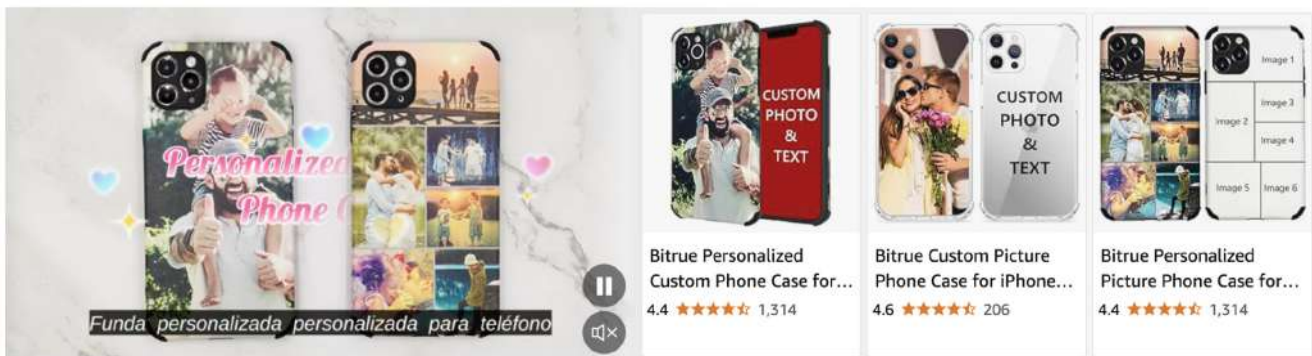 Personalized
Phone
Funda personalizada personalizada para teléfono
CUSTOM
PHOTO
&
TEXT
Bitrue Personalized
Custom Phone Case for...
4.4 1,314
CUSTOM
PHOTO
&
TEXT
Bitrue Custom Picture
Phone Case for iPhone...
4.6 206
Image 1
Image 2
Image 3
Image 4
Image 5
Image 6
Bitrue Personalized
Picture Phone Case for...
4.4 1,314